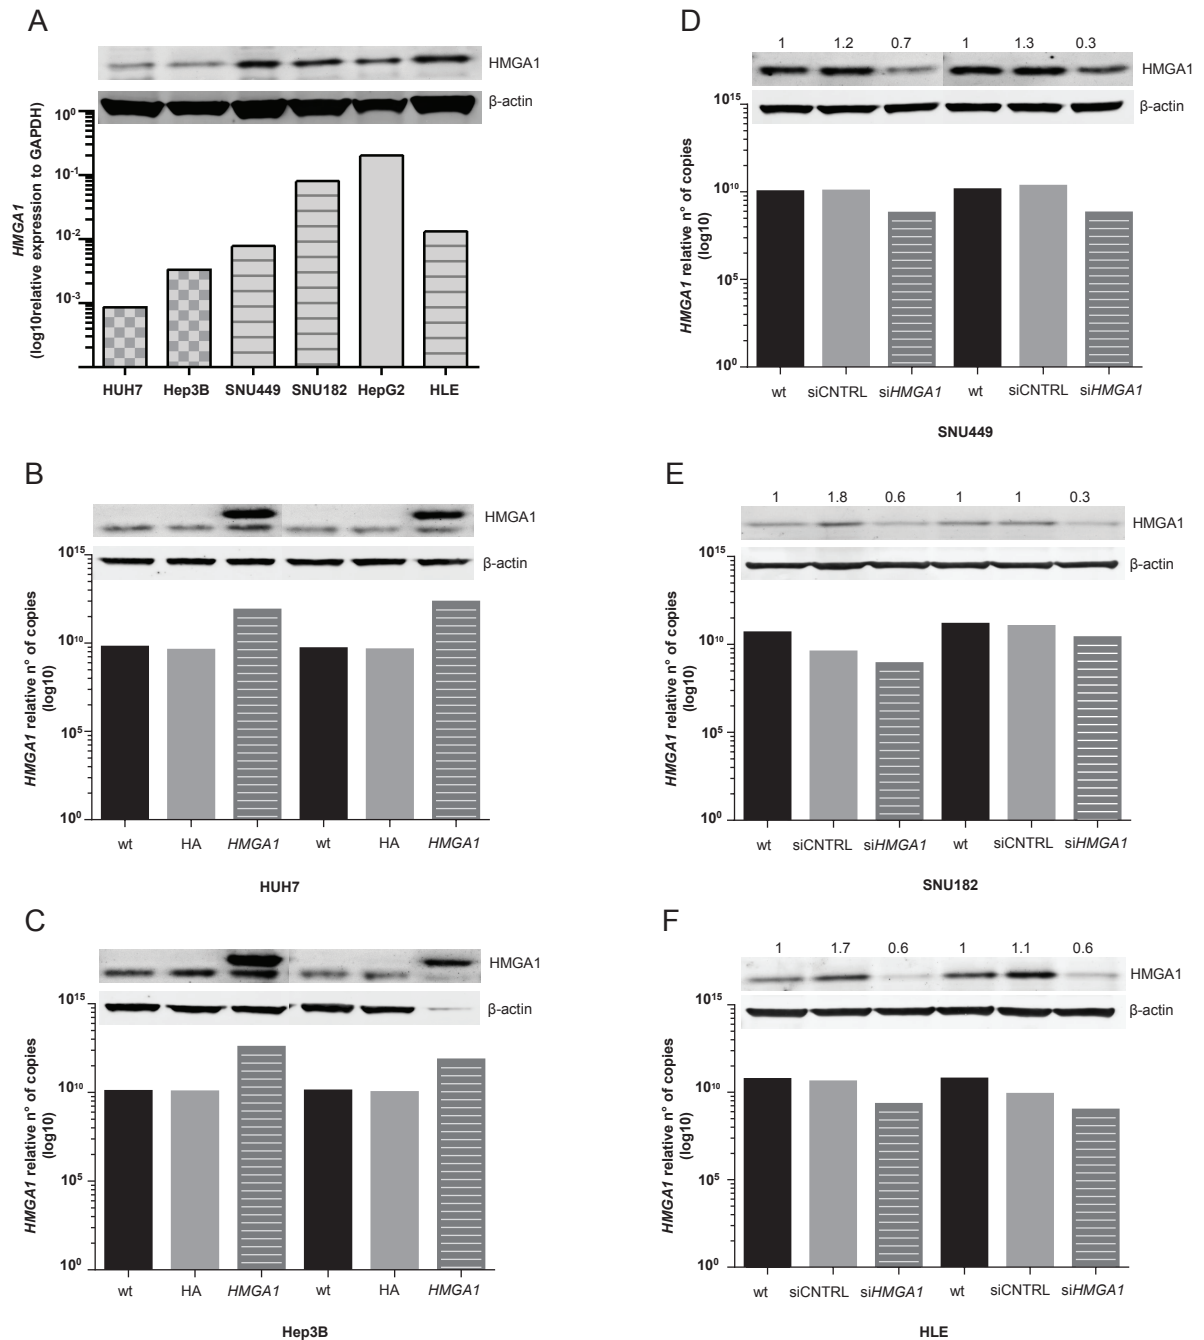 A
HMGA1
β-actin
10⁰
10⁻¹
10⁻²
10⁻³
HMGA1
(log10relative expression to GAPDH)
HUH7 Hep3B SNU449 SNU182 HepG2 HLE
B
HMGA1
β-actin
10¹⁵
10¹⁰
10⁵
10⁰
HMGA1 relative n° of copies
(log10)
wt HA HMGA1 wt HA HMGA1
HUH7
C
HMGA1
β-actin
10¹⁵
10¹⁰
10⁵
10⁰
HMGA1 relative n° of copies
(log10)
wt HA HMGA1 wt HA HMGA1
Hep3B
D
1 1.2 0.7 1 1.3 0.3
HMGA1
β-actin
10¹⁵
10¹⁰
10⁵
10⁰
HMGA1 relative n° of copies
(log10)
wt siCNTRL siHMGA1 wt siCNTRL siHMGA1
SNU449
E
1 1.8 0.6 1 1 0.3
HMGA1
β-actin
10¹⁵
10¹⁰
10⁵
10⁰
HMGA1 relative n° of copies
(log10)
wt siCNTRL siHMGA1 wt siCNTRL siHMGA1
SNU182
F
1 1.7 0.6 1 1.1 0.6
HMGA1
β-actin
10¹⁵
10¹⁰
10⁵
10⁰
HMGA1 relative n° of copies
(log10)
wt siCNTRL siHMGA1 wt siCNTRL siHMGA1
HLE